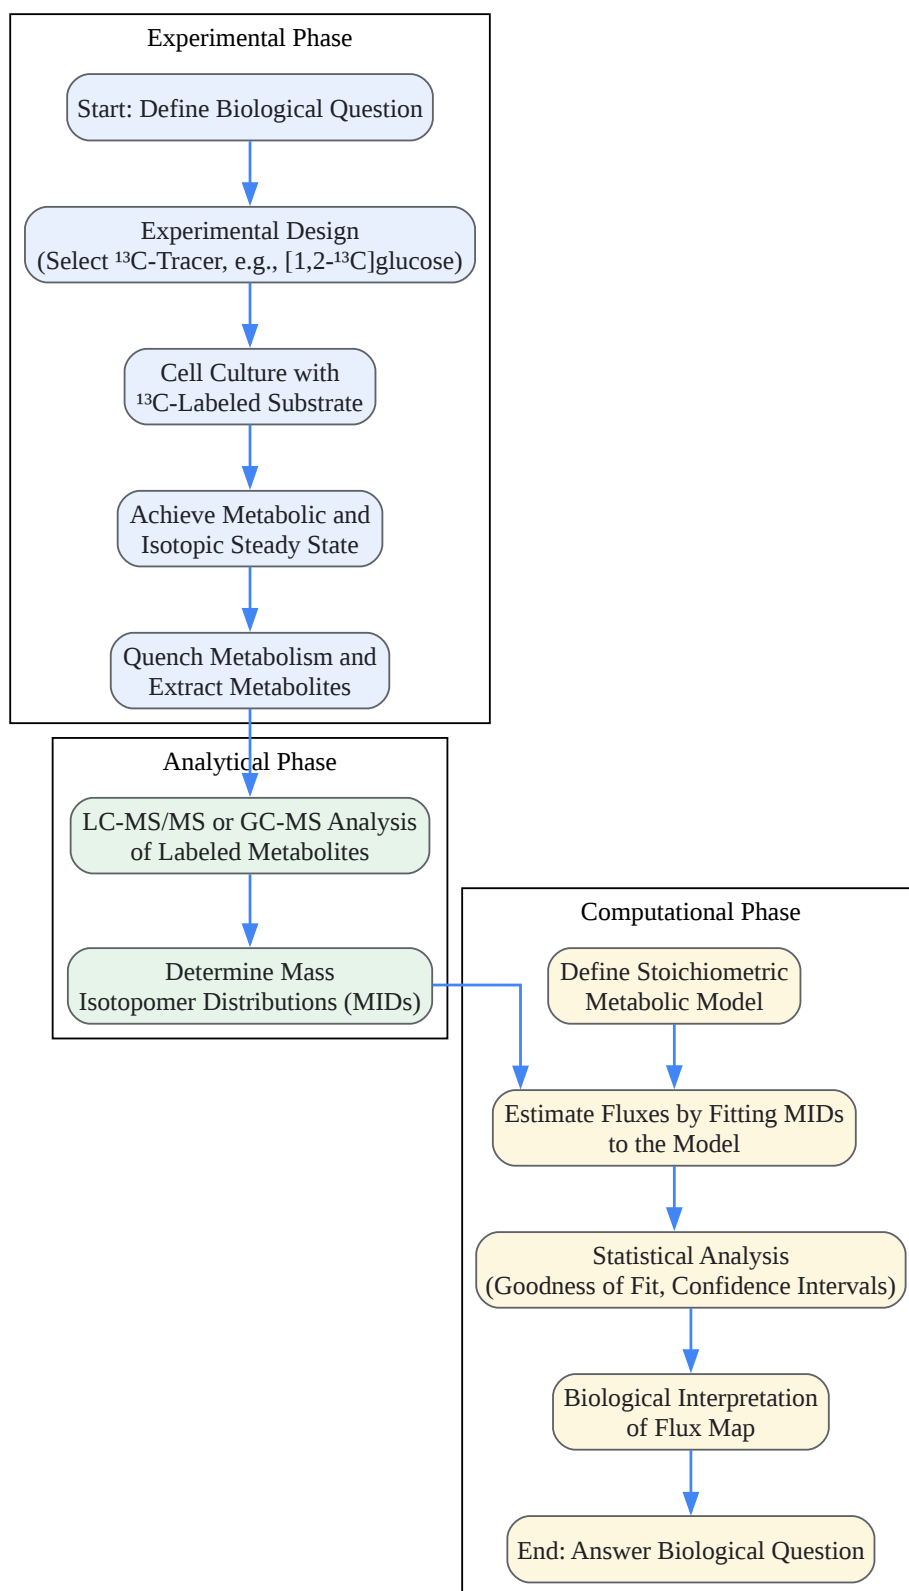 Experimental Phase
Start: Define Biological Question
Experimental Design
(Select ¹³C-Tracer, e.g., [1,2-¹³C]glucose)
Cell Culture with
¹³C-Labeled Substrate
Achieve Metabolic and
Isotopic Steady State
Quench Metabolism and
Extract Metabolites
Analytical Phase
LC-MS/MS or GC-MS Analysis
of Labeled Metabolites
Determine Mass
Isotopomer Distributions (MIDs)
Computational Phase
Define Stoichiometric
Metabolic Model
Estimate Fluxes by Fitting MIDs
to the Model
Statistical Analysis
(Goodness of Fit, Confidence Intervals)
Biological Interpretation
of Flux Map
End: Answer Biological Question